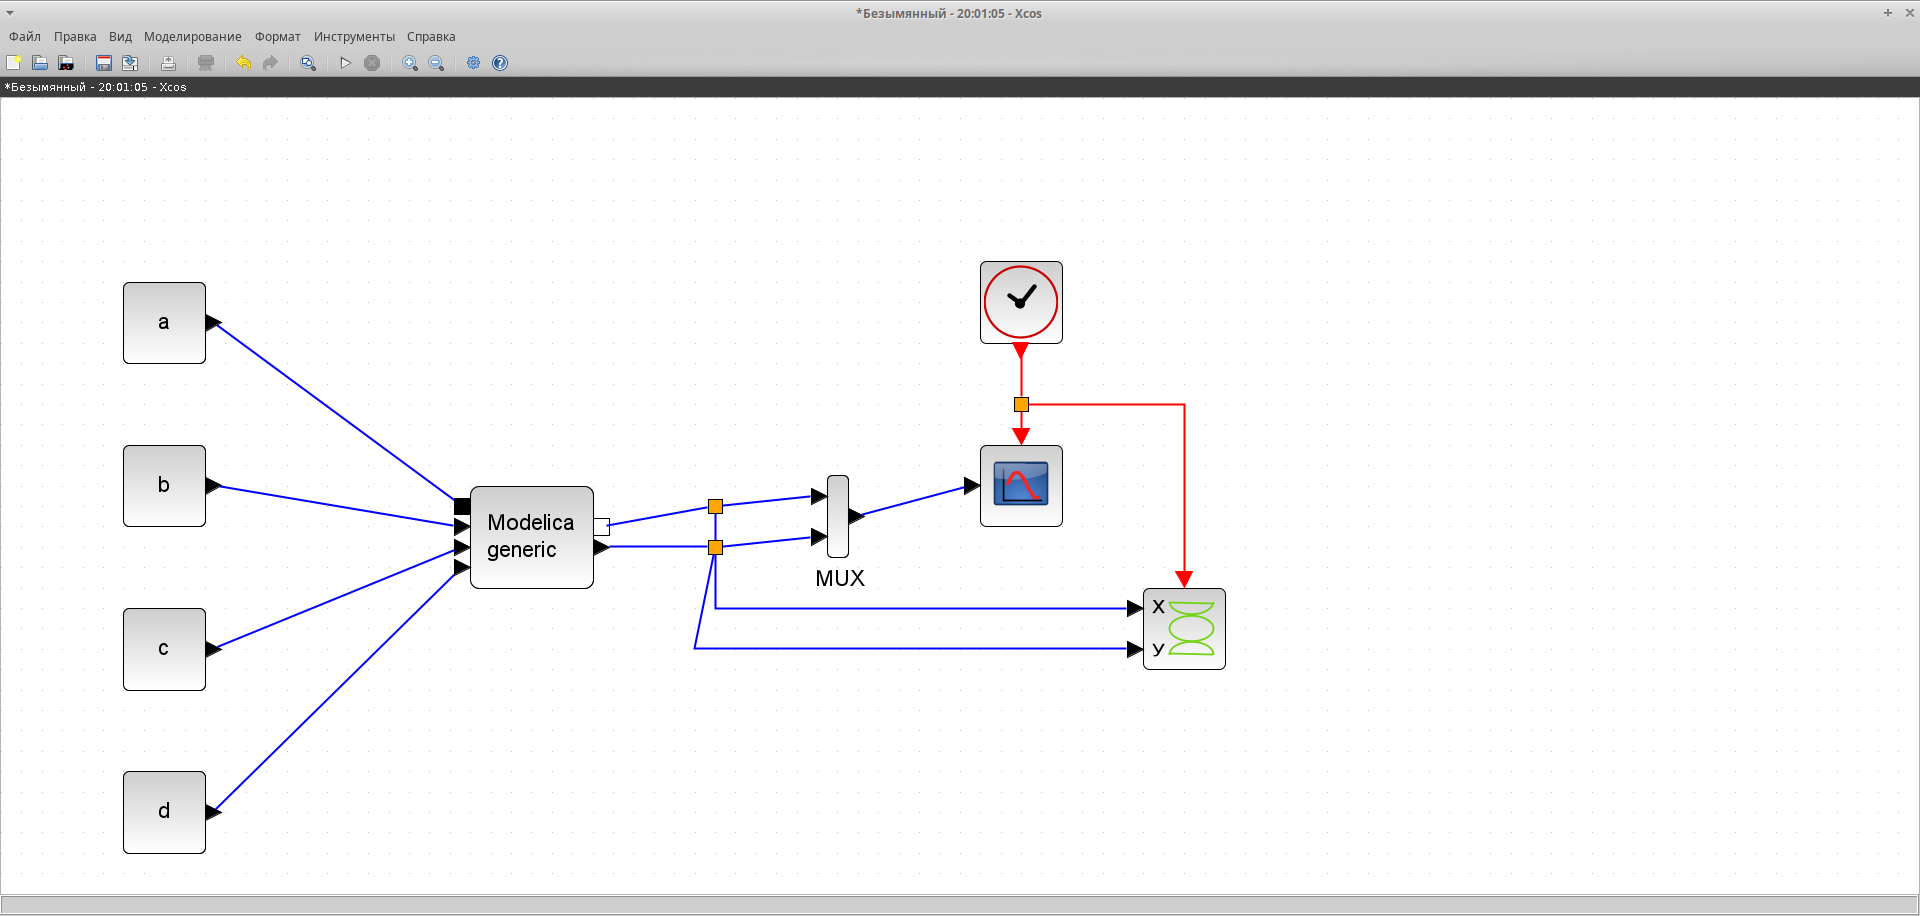 *Безымянный - 20:01:05 - Xcos
Файл Правка Вид Моделирование Формат Инструменты Справка
*Безымянный - 20:01:05 - Xcos
a
b
Modelica
generic
MUX
X
y
c
d